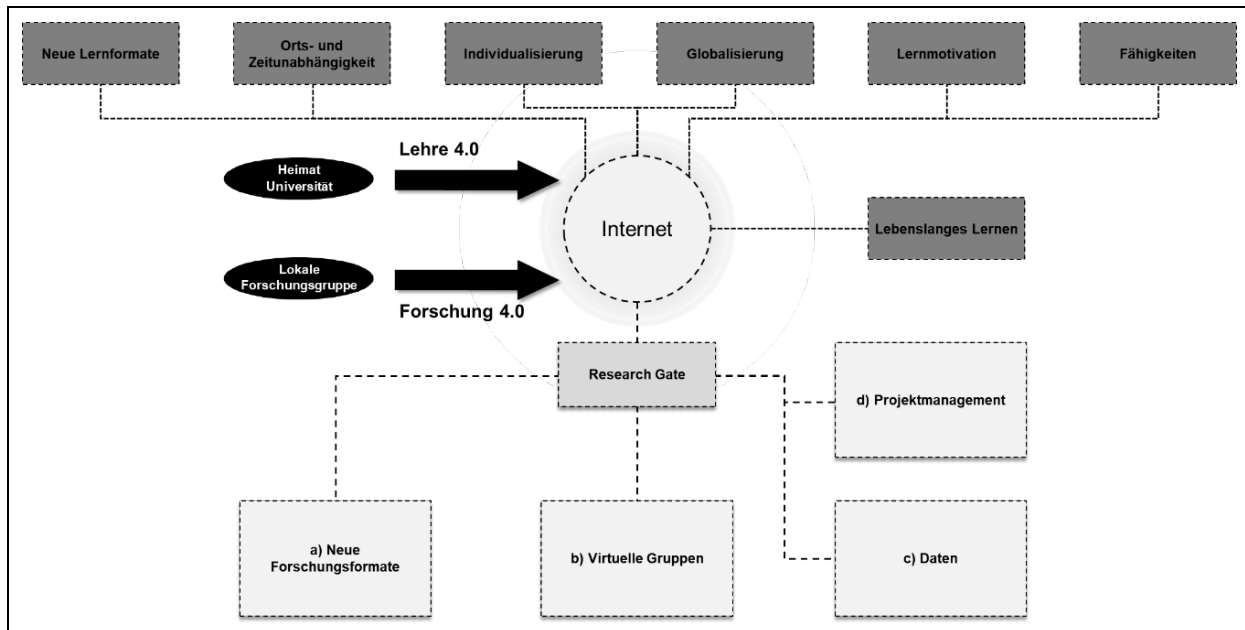 Neue Lernformate
Orts- und
Zeitunabhängigkeit
Individualisierung
Globalisierung
Lernmotivation
Fähigkeiten
Lehre 4.0
Heimat
Universität
Internet
Lebenslanges Lernen
Lokale
Forschungsgruppe
Forschung 4.0
Research Gate
d) Projektmanagement
a) Neue
Forschungsformate
b) Virtuelle Gruppen
c) Daten